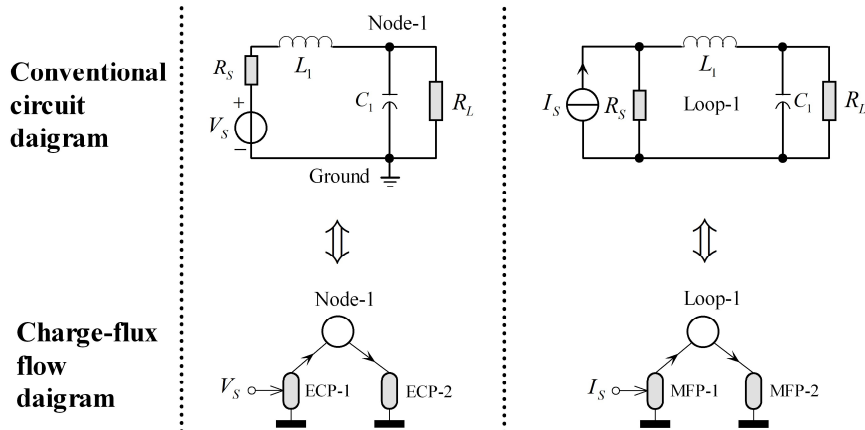 Conventional
circuit
daigram
Node-1
R_S
L_1
+
V_S
−
C_1
R_L
Ground
I_S
R_S
L_1
Loop-1
C_1
R_L
Charge-flux
flow
daigram
Node-1
V_S
ECP-1
ECP-2
Loop-1
I_S
MFP-1
MFP-2